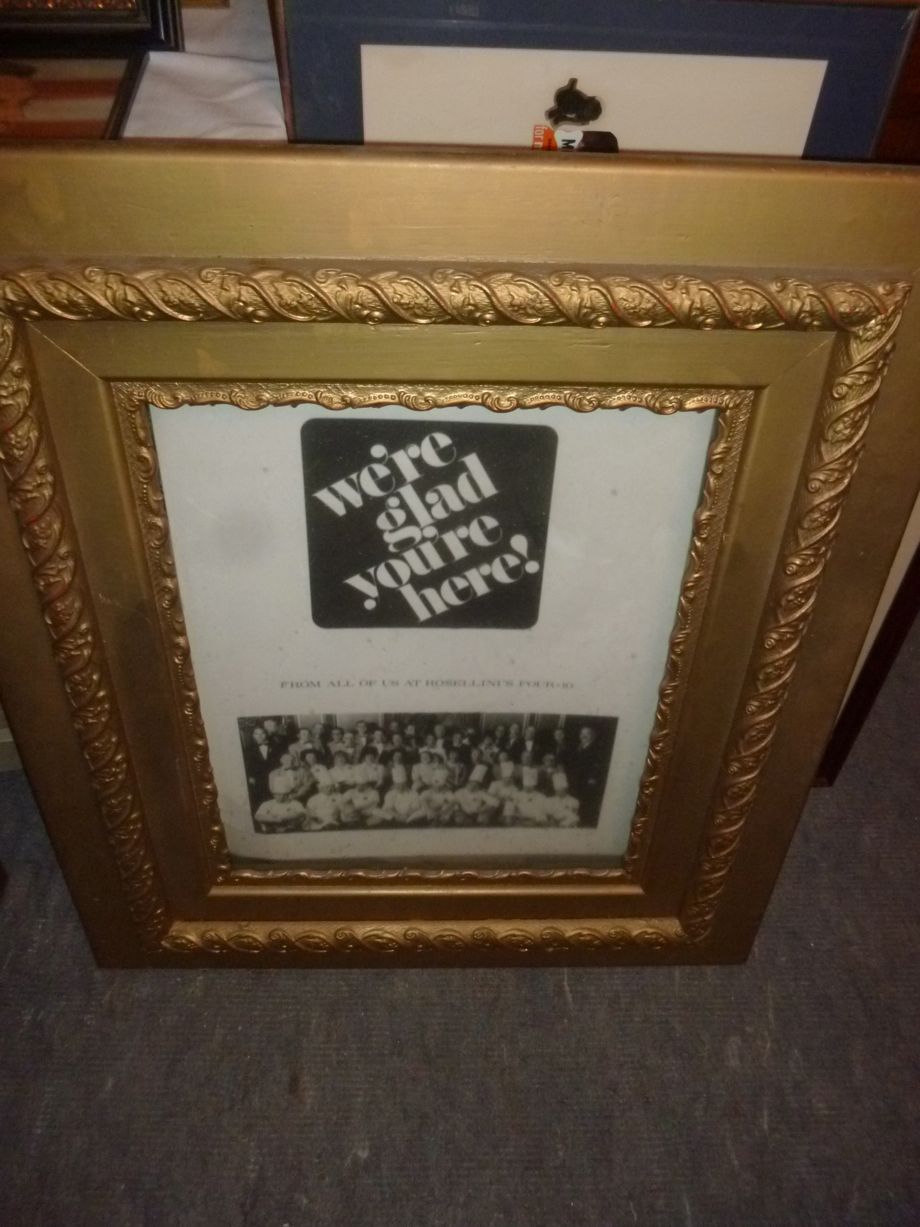 we're
glad
you're
here!
FROM ALL OF US AT ROSELLINI'S FOUR-10